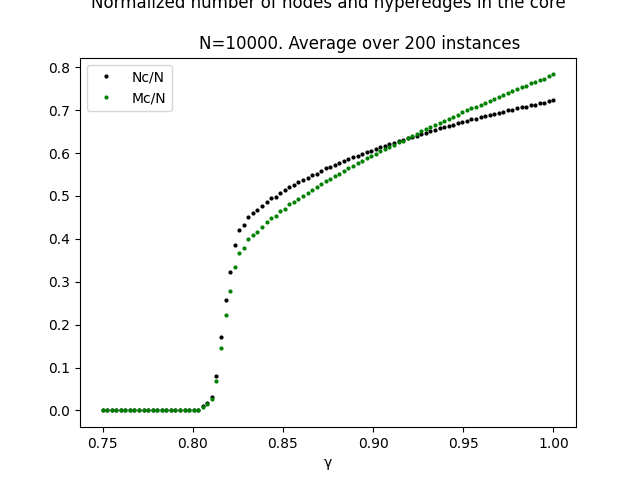 Normalized number of nodes and hyperedges in the core
N=10000. Average over 200 instances
Nc/N
Mc/N
0.8
0.7
0.6
0.5
0.4
0.3
0.2
0.1
0.0
0.75 0.80 0.85 0.90 0.95 1.00
γ